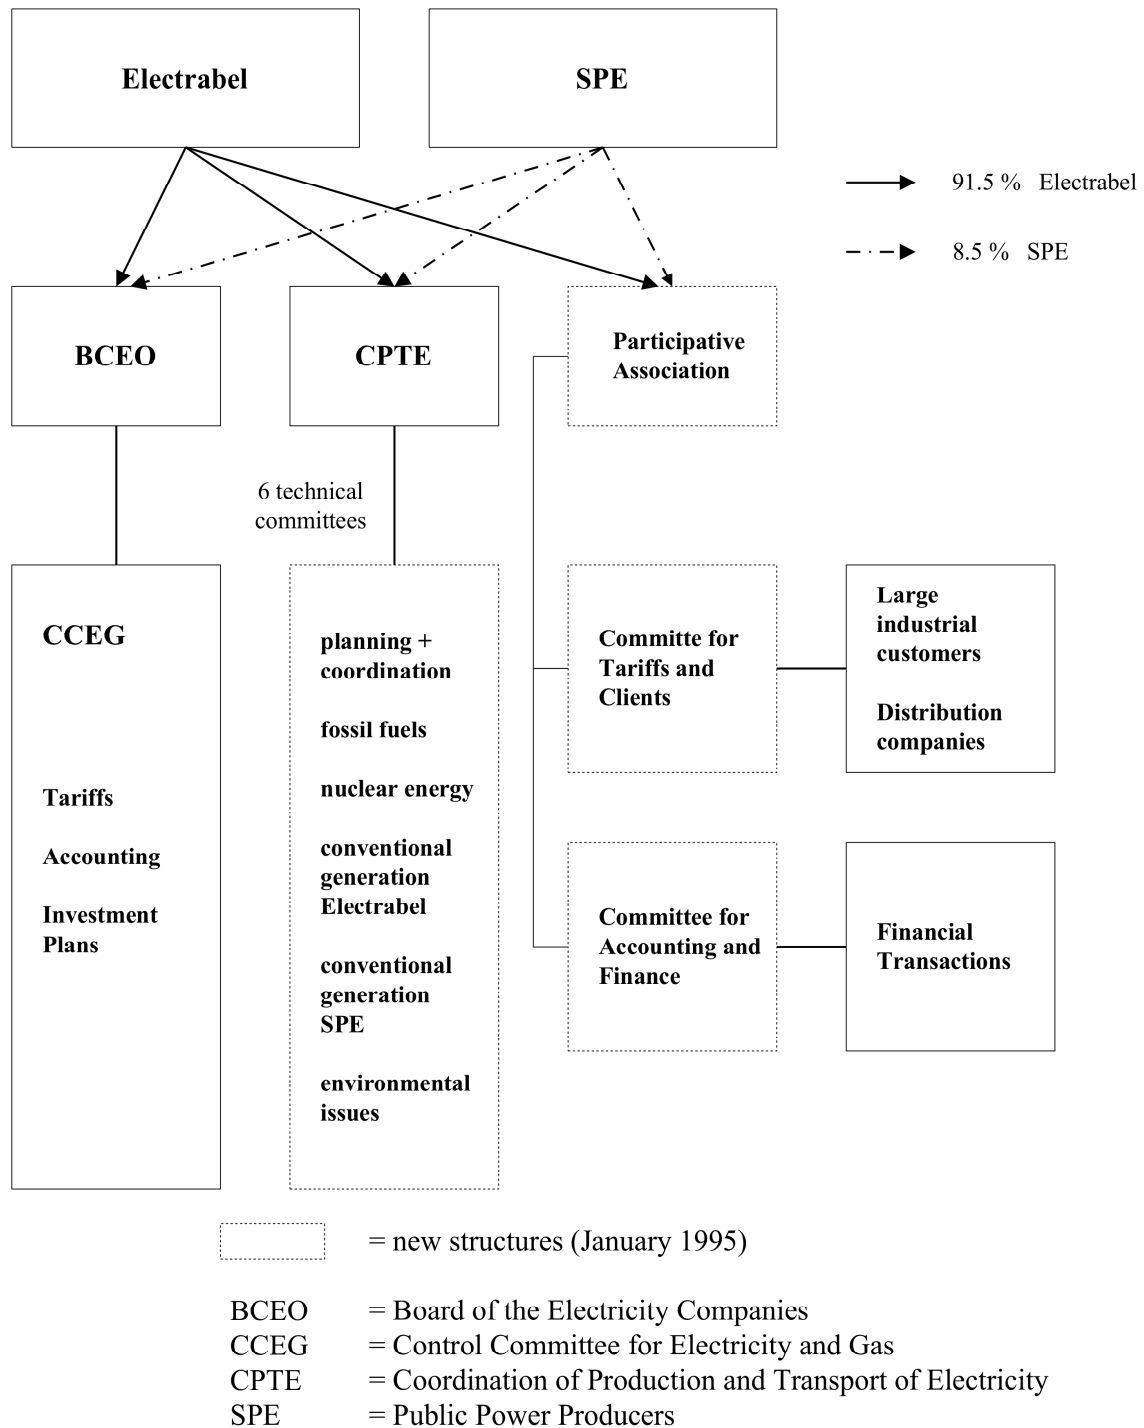 Electrabel
SPE
91.5 % Electrabel
8.5 % SPE
BCEO
CPTE
Participative
Association
6 technical
committees
CCEG
Tariffs
Accounting
Investment
Plans
planning +
coordination
fossil fuels
nuclear energy
conventional
generation
Electrabel
conventional
generation
SPE
environmental
issues
Committe for
Tariffs and
Clients
Large
industrial
customers
Distribution
companies
Committee for
Accounting and
Finance
Financial
Transactions
= new structures (January 1995)
BCEO = Board of the Electricity Companies
CCEG = Control Committee for Electricity and Gas
CPTE = Coordination of Production and Transport of Electricity
SPE = Public Power Producers